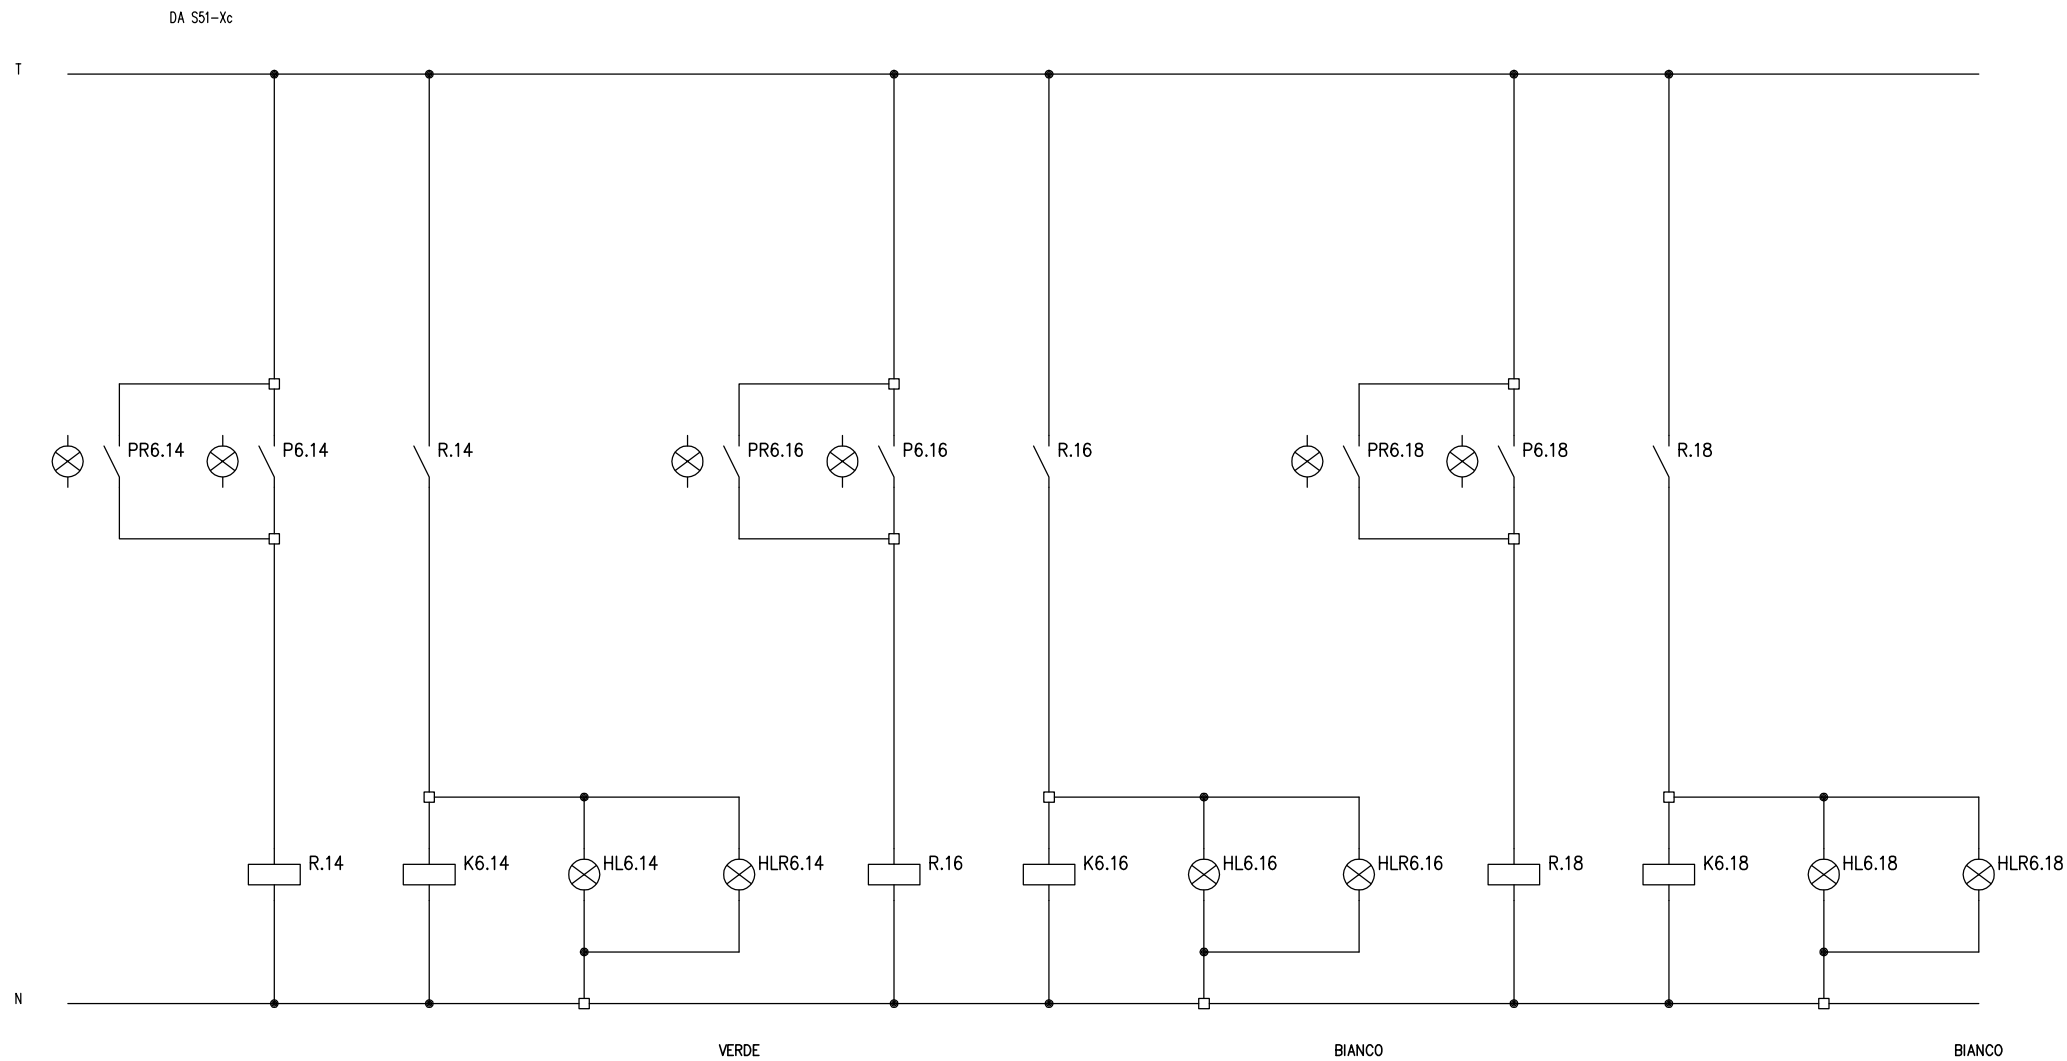 DA S51-Xc
T
PR6.14 P6.14 R.14 PR6.16 P6.16 R.16 PR6.18 P6.18 R.18
R.14 K6.14 HL6.14 HLR6.14 R.16 K6.16 HL6.16 HLR6.16 R.18 K6.18 HL6.18 HLR6.18
N
VERDE BIANCO BIANCO